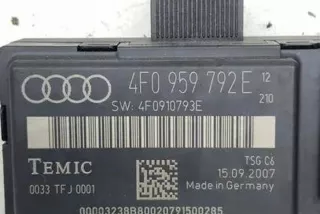 4F0 959 792E 12
210
SW: 4F0910793E
TEMIC
TSG C6
15.09.2007
0033 TFJ 0001
Made in Germany
00003238B80020791500285